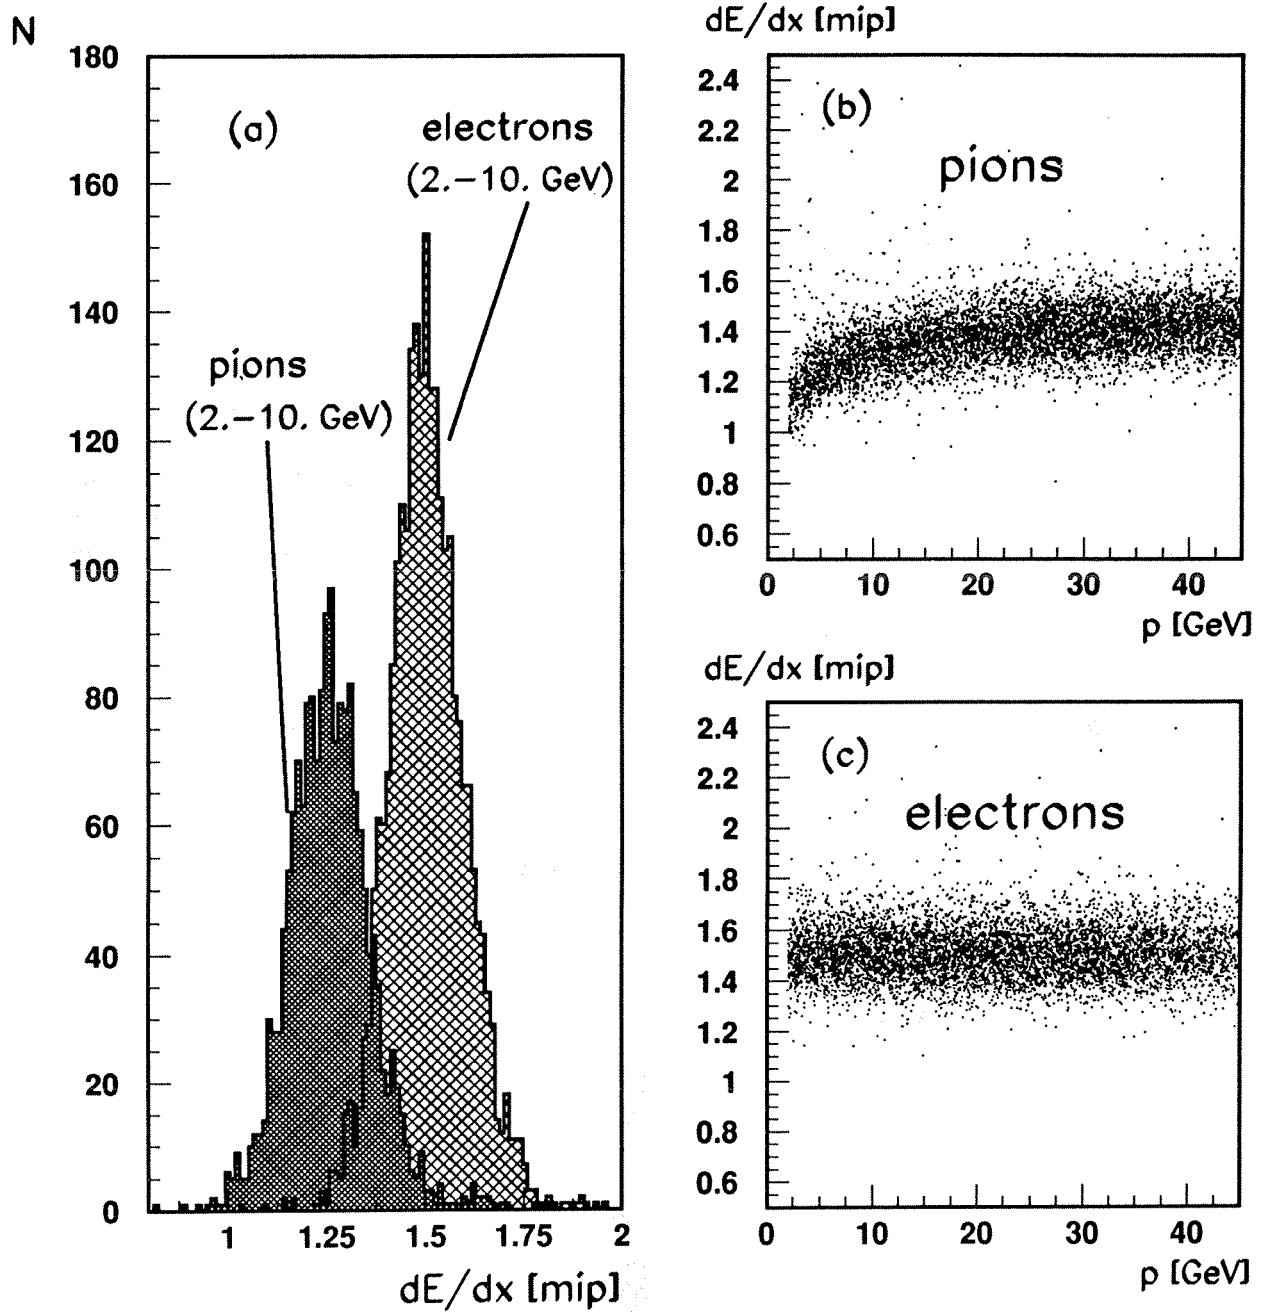 N
180
160
140
120
100
80
60
40
20
0
(a)
electrons
(2.–10. GeV)
pions
(2.–10. GeV)
1 1.25 1.5 1.75 2
dE/dx [mip]
dE/dx [mip]
2.4
2.2
2
1.8
1.6
1.4
1.2
1
0.8
0.6
(b)
pions
0 10 20 30 40
p [GeV]
dE/dx [mip]
2.4
2.2
2
1.8
1.6
1.4
1.2
1
0.8
0.6
(c)
electrons
0 10 20 30 40
p [GeV]